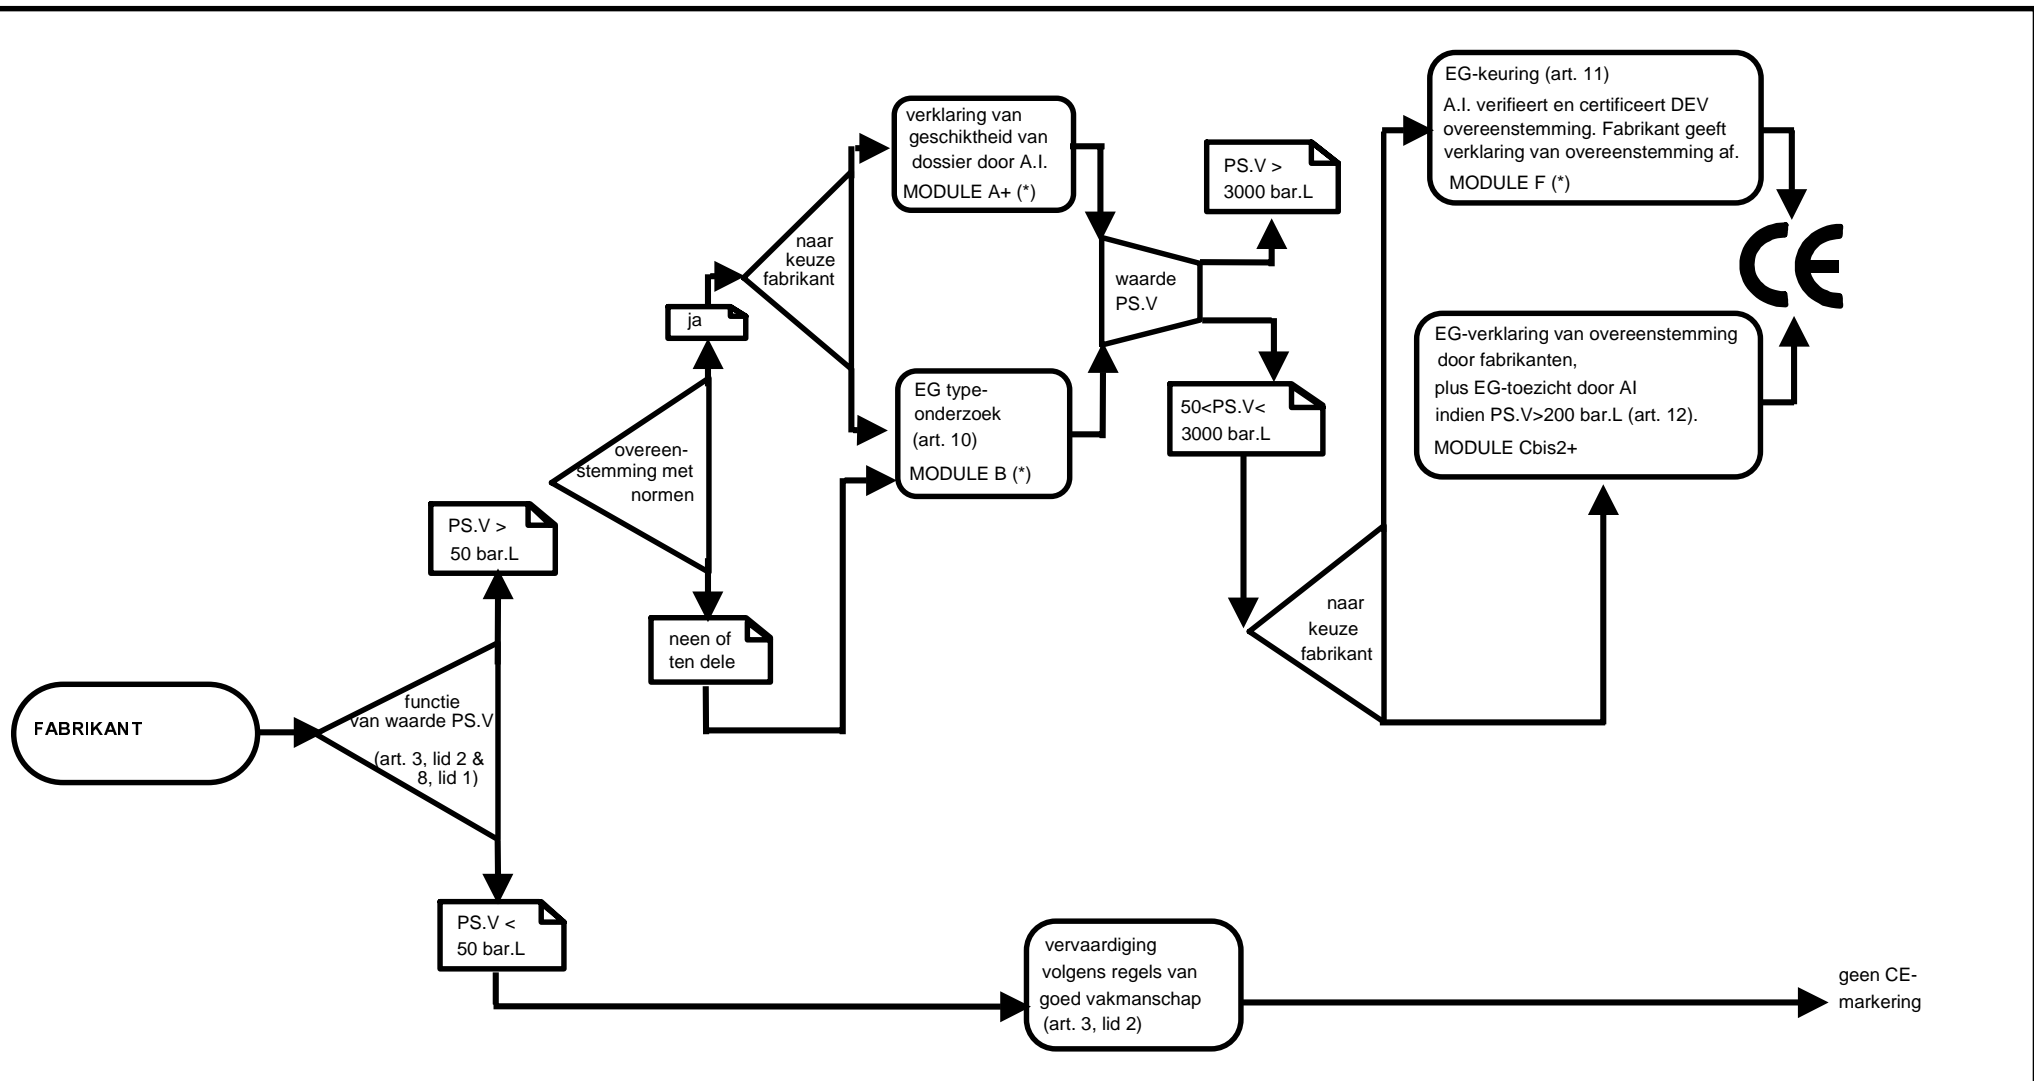 FABRIKANT
functie
van waarde PS.V
(art. 3, lid 2 &
8, lid 1)
PS.V >
50 bar.L
PS.V <
50 bar.L
overeen-
stemming met
normen
ja
neen of
ten dele
naar
keuze
fabrikant
verklaring van
geschiktheid van
dossier door A.I.
MODULE A+ (*)
EG type-
onderzoek
(art. 10)
MODULE B (*)
waarde
PS.V
PS.V >
3000 bar.L
50<PS.V<
3000 bar.L
naar
keuze
fabrikant
EG-keuring (art. 11)
A.I. verifieert en certificeert DEV
overeenstemming. Fabrikant geeft
verklaring van overeenstemming af.
MODULE F (*)
CE
EG-verklaring van overeenstemming
door fabrikanten,
plus EG-toezicht door AI
indien PS.V>200 bar.L (art. 12).
MODULE Cbis2+
vervaardiging
volgens regels van
goed vakmanschap
(art. 3, lid 2)
geen CE-
markering